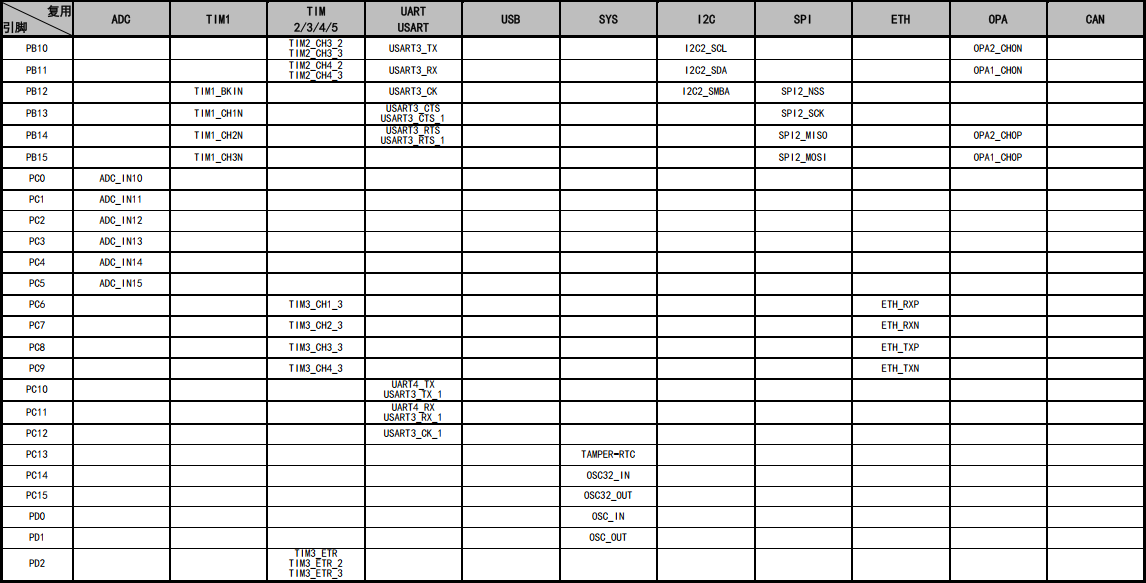 复用
引脚
ADC TIM1 TIM 2/3/4/5 UART USART USB SYS I2C SPI ETH OPA CAN
PB10 TIM2_CH3_2 TIM2_CH3_3 USART3_TX I2C2_SCL OPA2_CH0N
PB11 TIM2_CH4_2 TIM2_CH4_3 USART3_RX I2C2_SDA OPA1_CH0N
PB12 TIM1_BKIN USART3_CK I2C2_SMBA SPI2_NSS
PB13 TIM1_CH1N USART3_CTS USART3_CTS_1 SPI2_SCK
PB14 TIM1_CH2N USART3_RTS USART3_RTS_1 SPI2_MISO OPA2_CH0P
PB15 TIM1_CH3N SPI2_MOSI OPA1_CH0P
PC0 ADC_IN10
PC1 ADC_IN11
PC2 ADC_IN12
PC3 ADC_IN13
PC4 ADC_IN14
PC5 ADC_IN15
PC6 TIM3_CH1_3 ETH_RXP
PC7 TIM3_CH2_3 ETH_RXN
PC8 TIM3_CH3_3 ETH_TXP
PC9 TIM3_CH4_3 ETH_TXN
PC10 UART4_TX USART3_TX_1
PC11 UART4_RX USART3_RX_1
PC12 USART3_CK_1
PC13 TAMPER-RTC
PC14 OSC32_IN
PC15 OSC32_OUT
PD0 OSC_IN
PD1 OSC_OUT
PD2 TIM3_ETR TIM3_ETR_2 TIM3_ETR_3